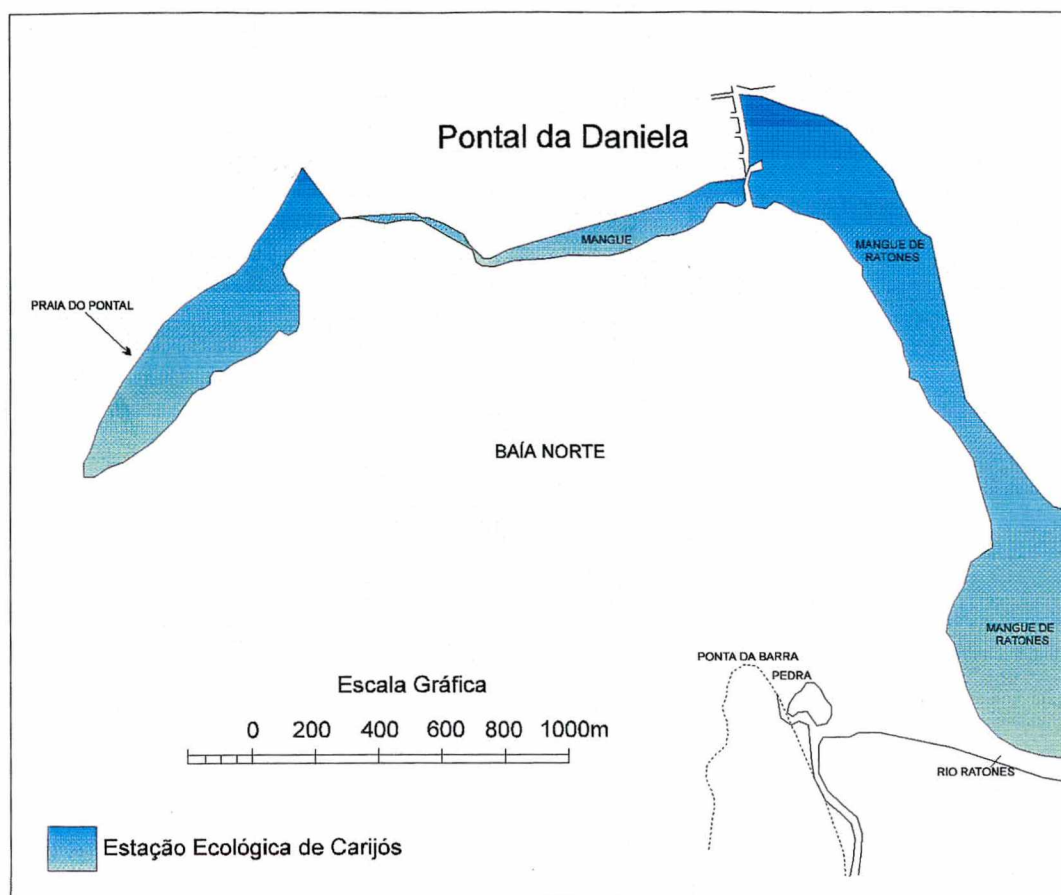 Pontal da Daniela
MANGUE
MANGUE DE
RATONES
PRAIA DO PONTAL
BAÍA NORTE
MANGUE DE
RATONES
PONTA DA BARRA
PEDRA
Escala Gráfica
0 200 400 600 800 1000m
RIO RATONES
Estação Ecológica de Carijós